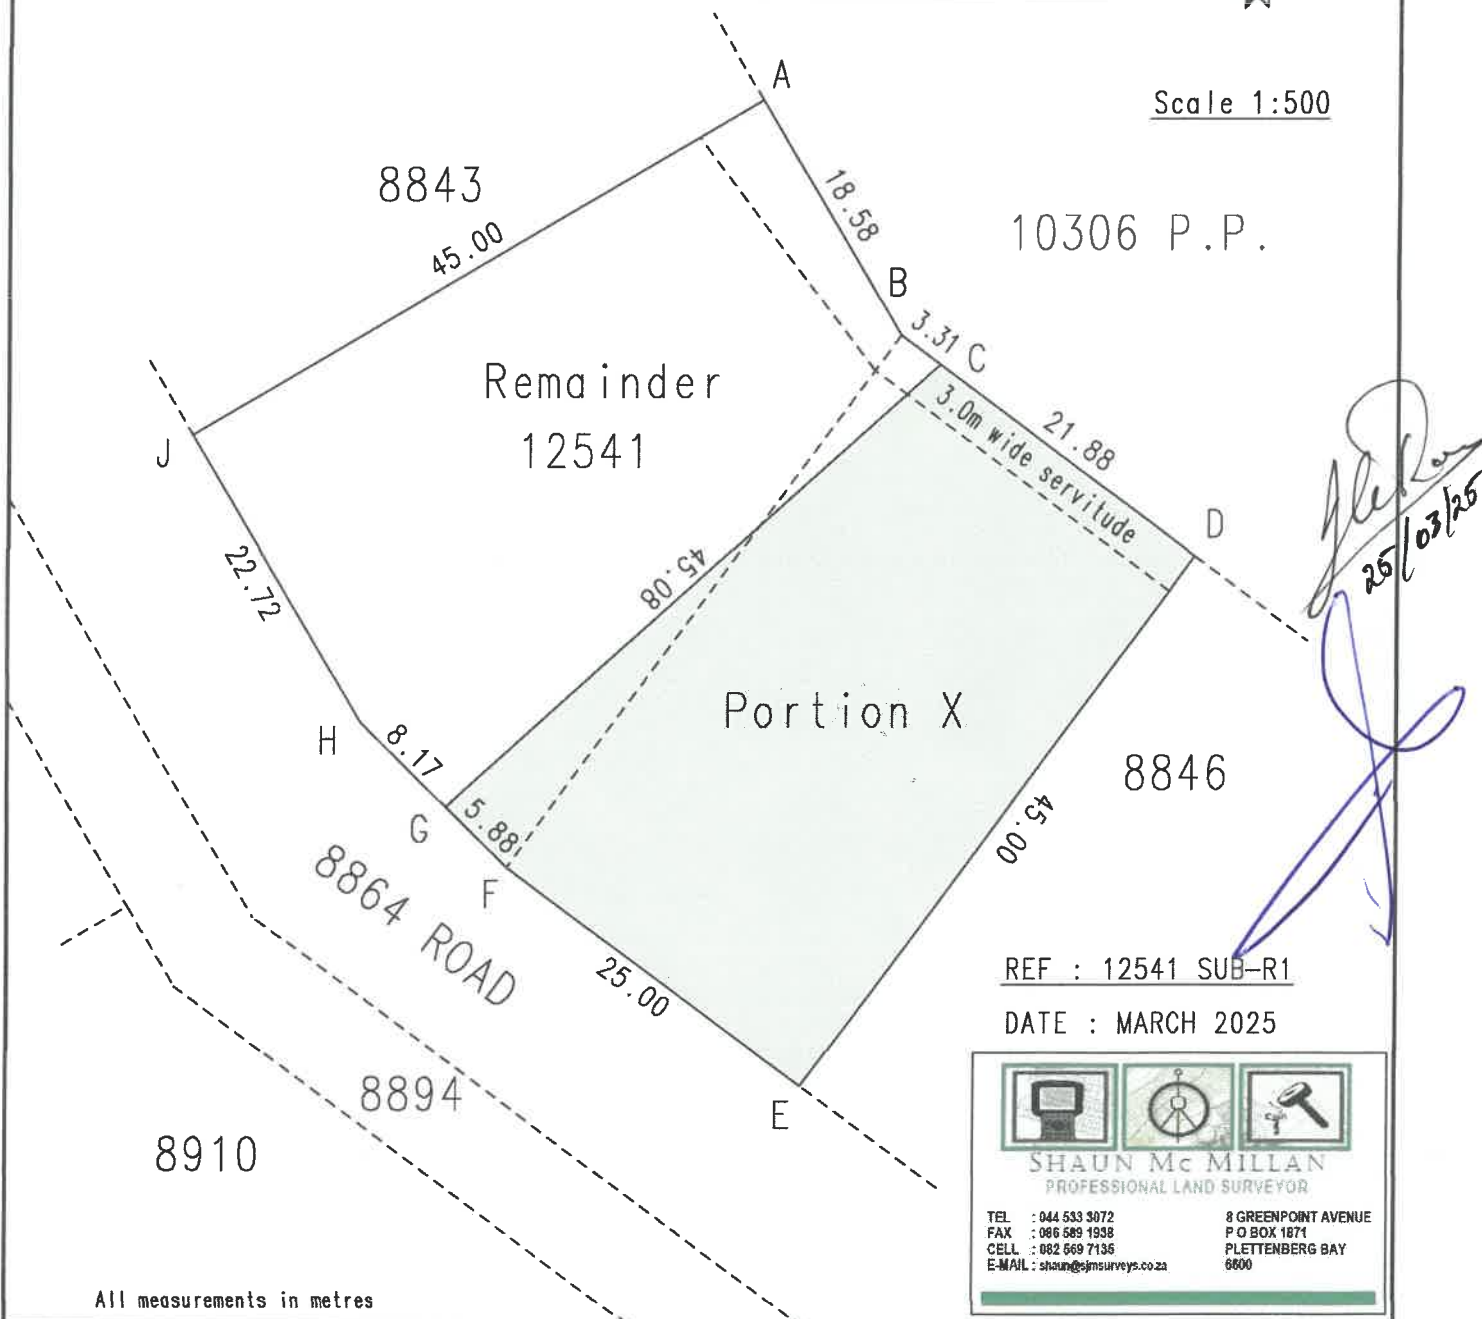 A
Scale 1:500
8843
18.58
10306 P.P.
45.00
B
3.31
C
Remainder
12541
3.0m wide servitude
21.88
J
D
25/03/25
45.08
22.72
Portion X
H
8.17
8846
G
5.88
45.00
F
8864 ROAD
25.00
REF : 12541 SUB-R1
DATE : MARCH 2025
8894
E
8910
SHAUN Mc MILLAN
PROFESSIONAL LAND SURVEYOR
TEL : 044 533 3072
FAX : 086 589 1938
CELL : 082 569 7135
E-MAIL : shaun@sjmsurveys.co.za
8 GREENPOINT AVENUE
P O BOX 1871
PLETTENBERG BAY
6600
All measurements in metres